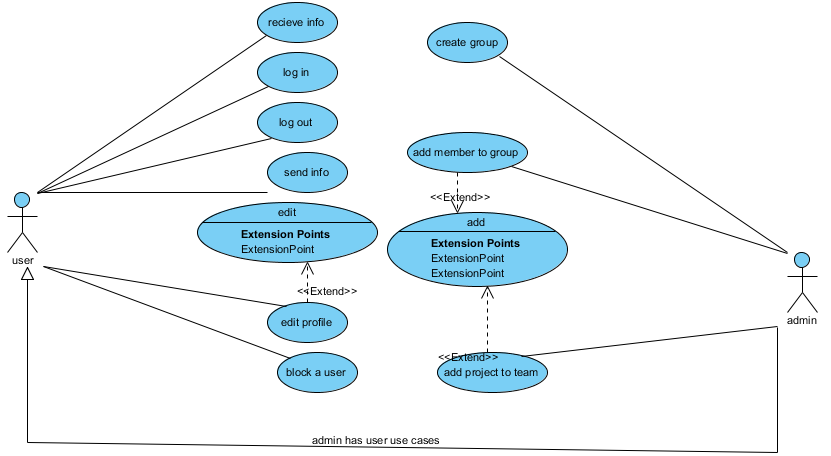 recieve info
create group
log in
log out
add member to group
send info
<<Extend>>
edit
add
Extension Points
ExtensionPoint
Extension Points
ExtensionPoint
ExtensionPoint
user
<<Extend>>
edit profile
admin
<<Extend>>
block a user
add project to team
admin has user use cases